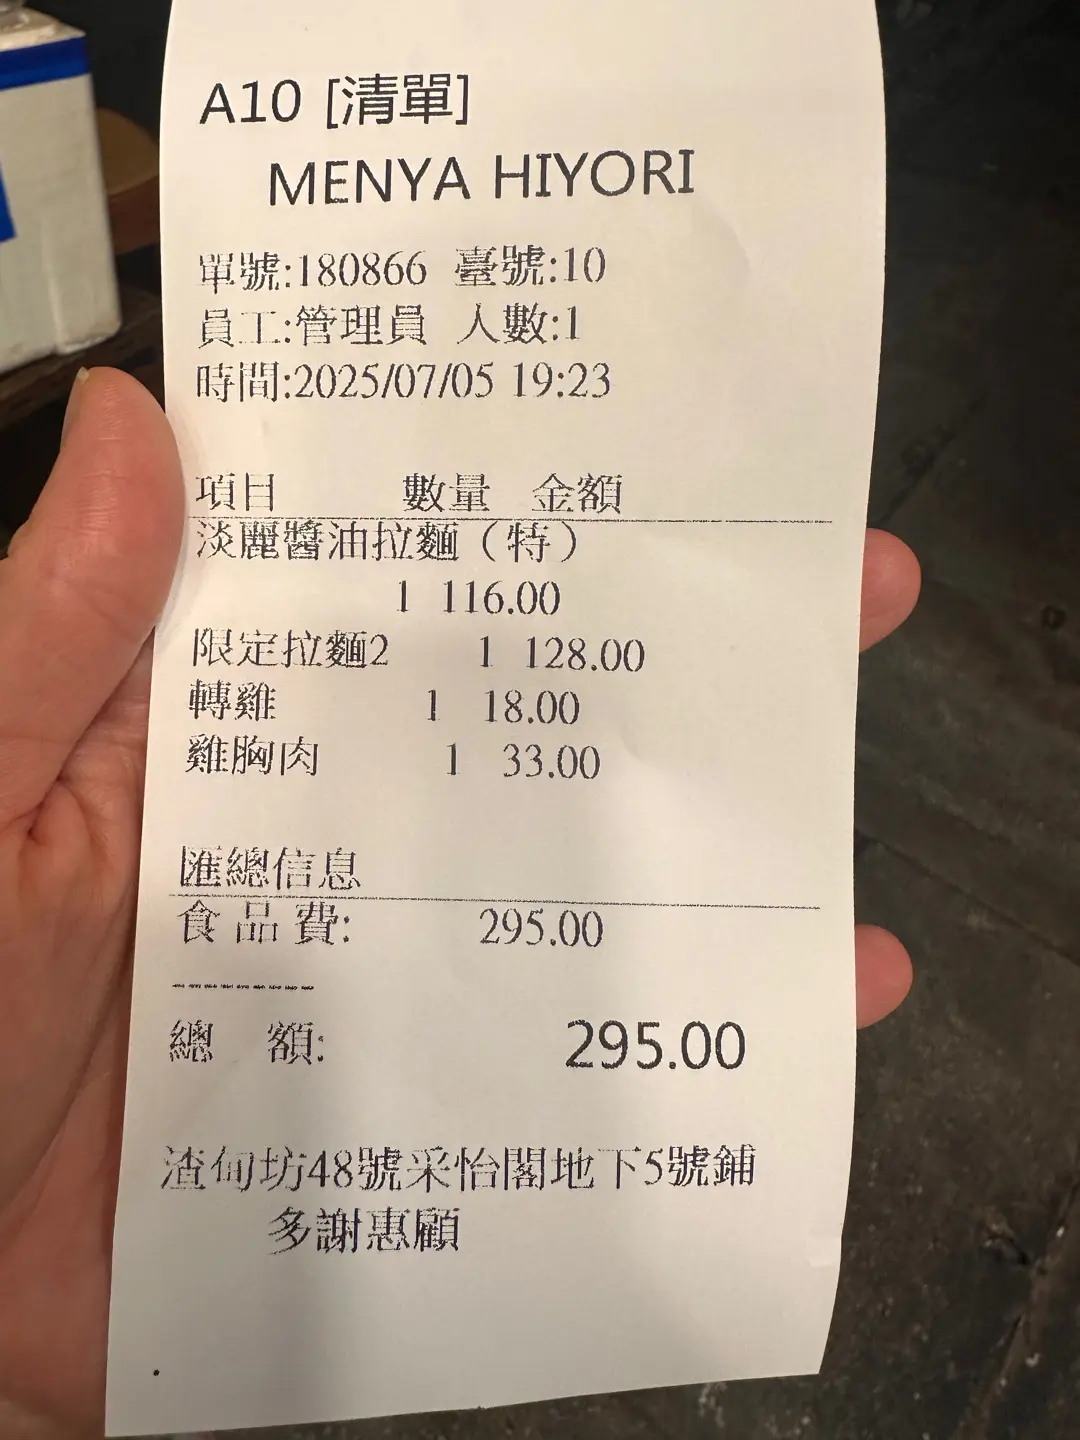 A10 [清單]
MENYA HIYORI
單號:180866 臺號:10
員工:管理員 人數:1
時間:2025/07/05 19:23
項目 數量 金額
淡麗醬油拉麵（特）
1 116.00
限定拉麵2 1 128.00
轉雞 1 18.00
雞胸肉 1 33.00
匯總信息
食品費: 295.00
---------
總 額: 295.00
渣甸坊48號采怡閣地下5號鋪
多謝惠顧